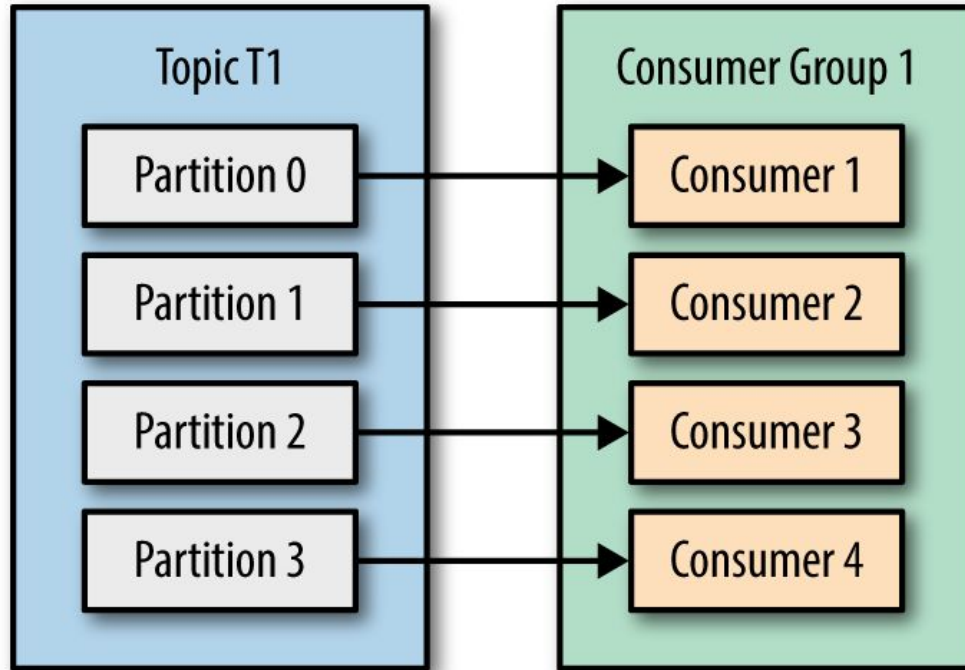 Topic T1
Partition 0
Partition 1
Partition 2
Partition 3
Consumer Group 1
Consumer 1
Consumer 2
Consumer 3
Consumer 4